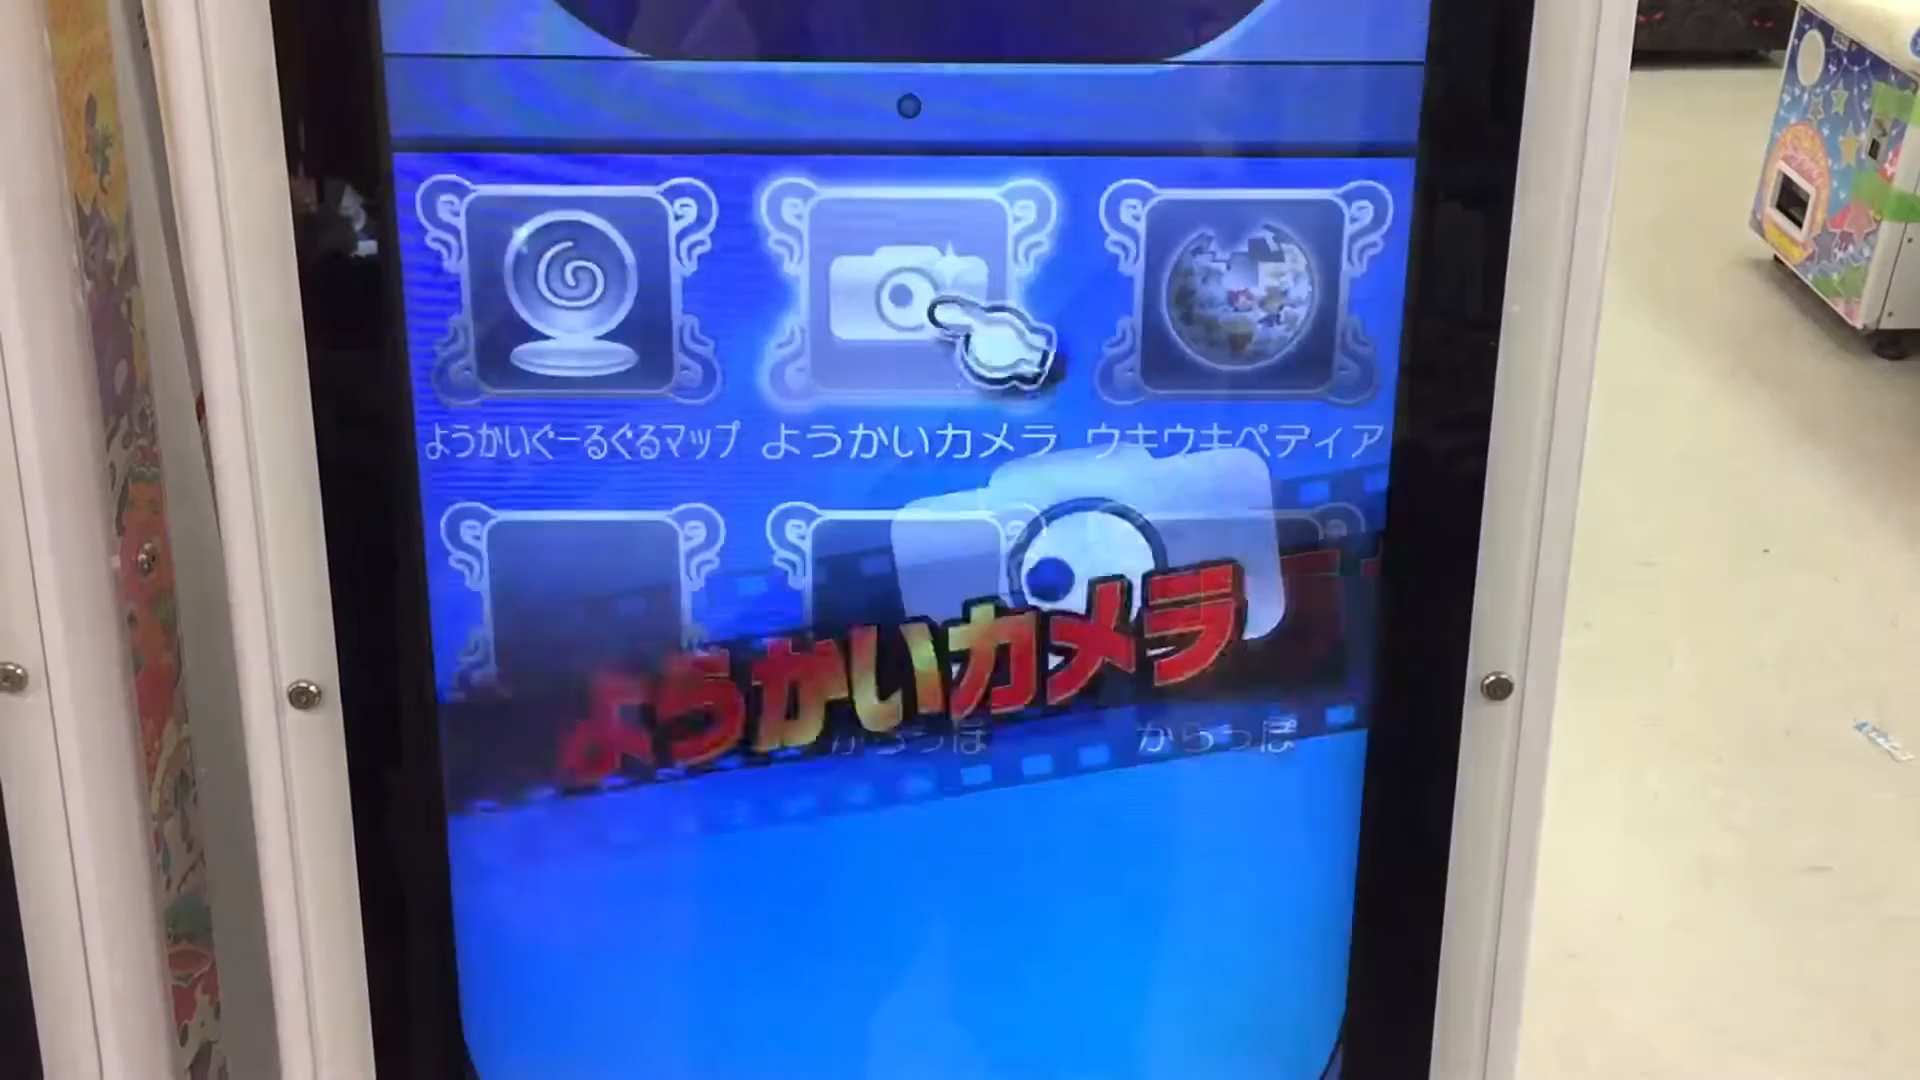 ようかいぐーるぐるマップ ようかいカメラ ウキウキペディア
ようかいカメラ
からっぽ からっぽ